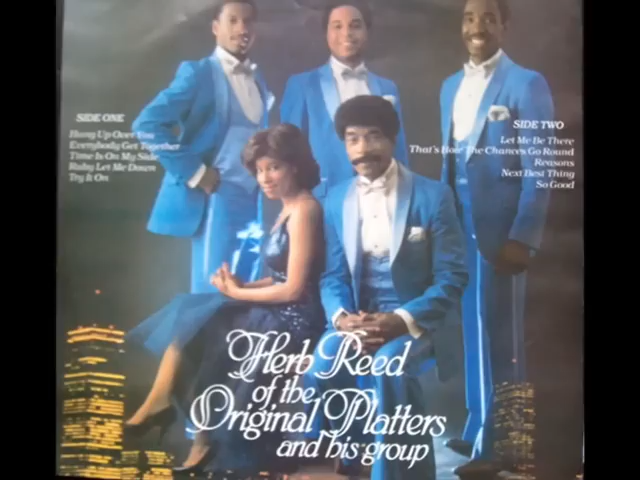 SIDE ONE
Hung Up Over You
Everybody Get Together
Time Is On My Side
Ruby Let Me Down
Try It On
SIDE TWO
Let Me Be There
That's How The Chances Go Round
Reasons
Next Best Thing
So Good
Herb Reed
of the
Original Platters
and his group